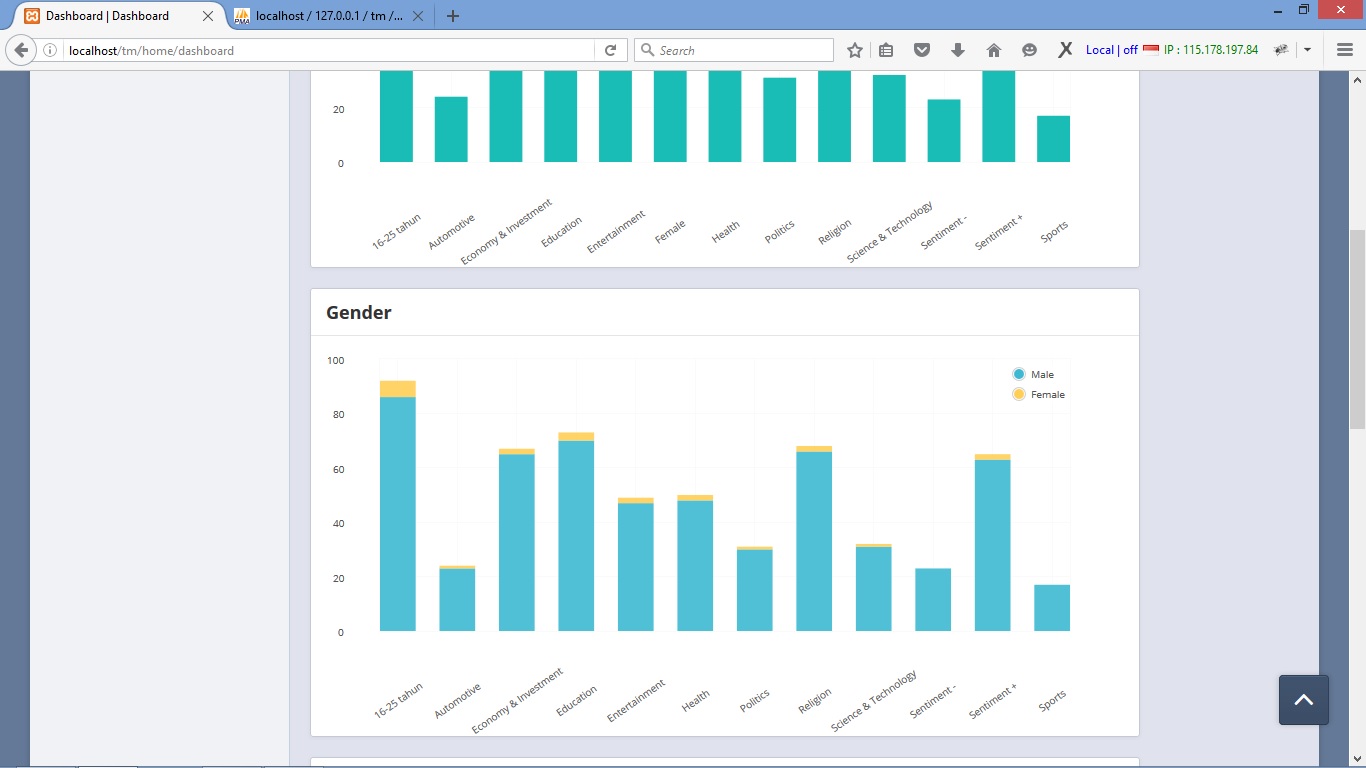 Dashboard | Dashboard
localhost / 127.0.0.1 / tm /...
localhost/tm/home/dashboard
Search
Local | off
IP : 115.178.197.84
20
0
16-25 tahun
Automotive
Economy & Investment
Education
Entertainment
Female
Health
Politics
Religion
Science & Technology
Sentiment -
Sentiment +
Sports
Gender
100
80
60
40
20
0
Male
Female
16-25 tahun
Automotive
Economy & Investment
Education
Entertainment
Health
Politics
Religion
Science & Technology
Sentiment -
Sentiment +
Sports